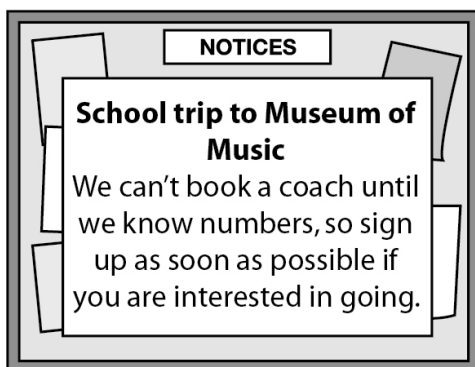 NOTICES
School trip to Museum of
Music
We can’t book a coach until
we know numbers, so sign
up as soon as possible if
you are interested in going.